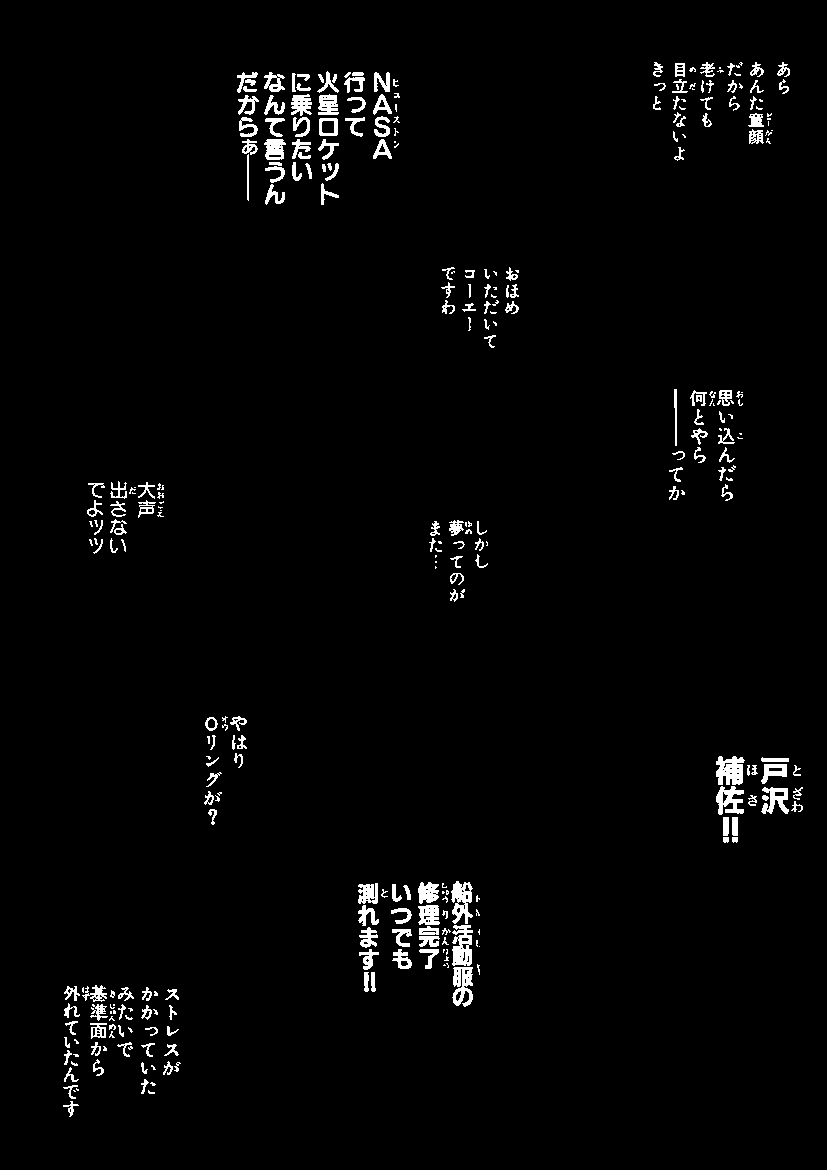 あら
あんた童顔
だから
老けても
目立たないよ
きっと
NASA
行って
火星ロケット
に乗りたい
なんて言うん
だからぁ──
おほめ
いただいて
コーエー
ですわ
思い込んだら
何とやら
──ってか
しかし
夢ってのが
また…
大声
出さない
でよッッ
やはり
Oリングが?
戸沢
補佐!!
船外活動服の
修理完了
いつでも
測れます!!
ストレスが
かかっていた
みたいで
基準面から
外れていたんです